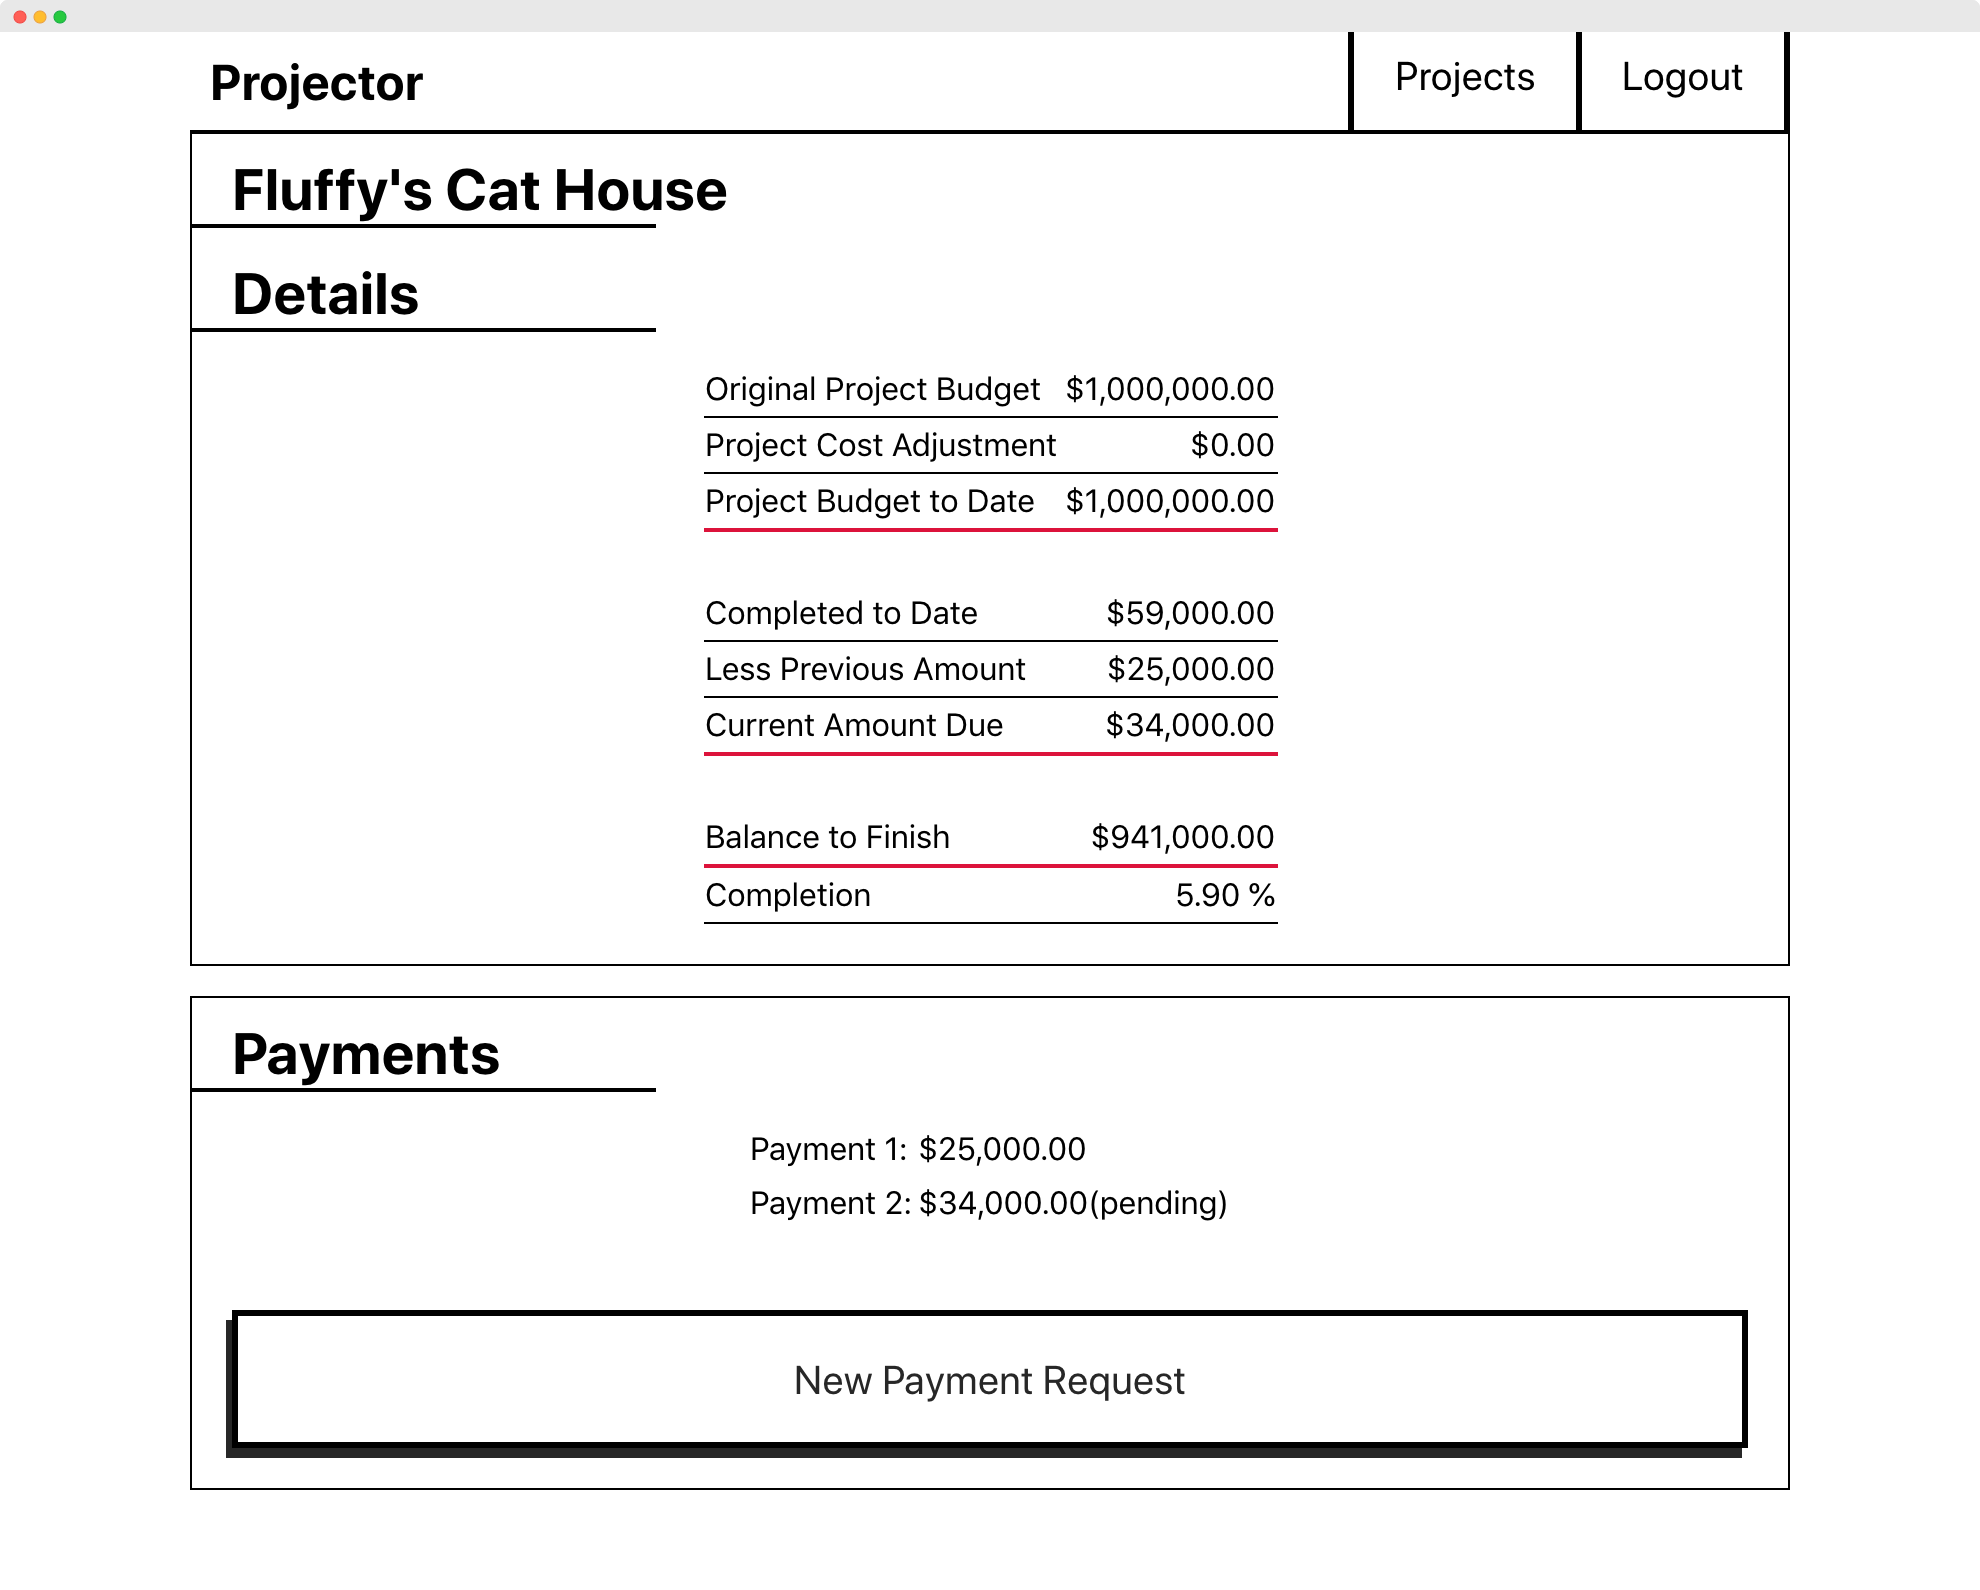 Projector
Projects
Logout
Fluffy's Cat House
Details
Original Project Budget $1,000,000.00
Project Cost Adjustment $0.00
Project Budget to Date $1,000,000.00
Completed to Date $59,000.00
Less Previous Amount $25,000.00
Current Amount Due $34,000.00
Balance to Finish $941,000.00
Completion 5.90 %
Payments
Payment 1: $25,000.00
Payment 2: $34,000.00(pending)
New Payment Request